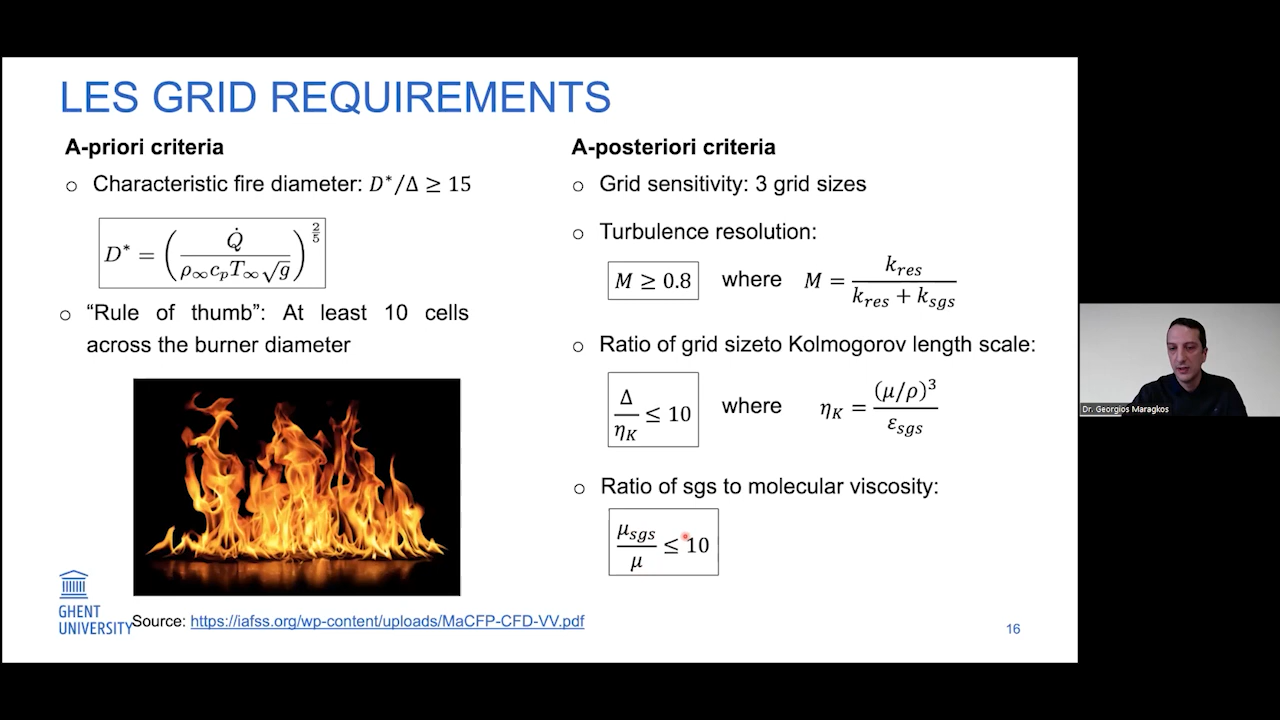 LES GRID REQUIREMENTS
A-priori criteria
○ Characteristic fire diameter: D*/Δ ≥ 15
D* = (Q̇ / (ρ∞ c_p T∞ √g))^(2/5)
○ “Rule of thumb”: At least 10 cells
across the burner diameter
GHENT
UNIVERSITY
Source: https://iafss.org/wp-content/uploads/MaCFP-CFD-VV.pdf
A-posteriori criteria
○ Grid sensitivity: 3 grid sizes
○ Turbulence resolution:
M ≥ 0.8 where M = k_res / (k_res + k_sgs)
○ Ratio of grid sizeto Kolmogorov length scale:
Δ/η_K ≤ 10 where η_K = (μ/ρ)^3 / ε_sgs
○ Ratio of sgs to molecular viscosity:
μ_sgs/μ ≤ 10
16
Dr. Georgios Maragkos